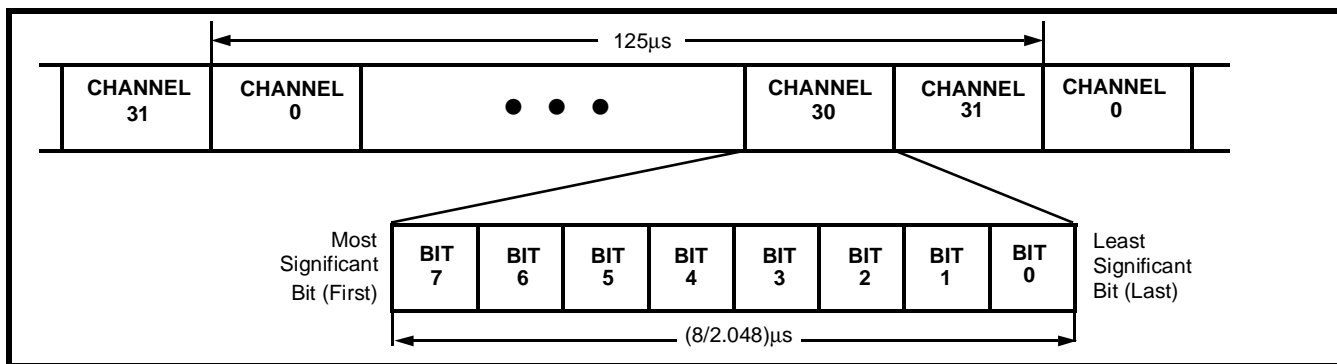 125μs
CHANNEL 31
CHANNEL 0
CHANNEL 30
CHANNEL 31
CHANNEL 0
Most Significant Bit (First)
BIT 7
BIT 6
BIT 5
BIT 4
BIT 3
BIT 2
BIT 1
BIT 0
Least Significant Bit (Last)
(8/2.048)μs